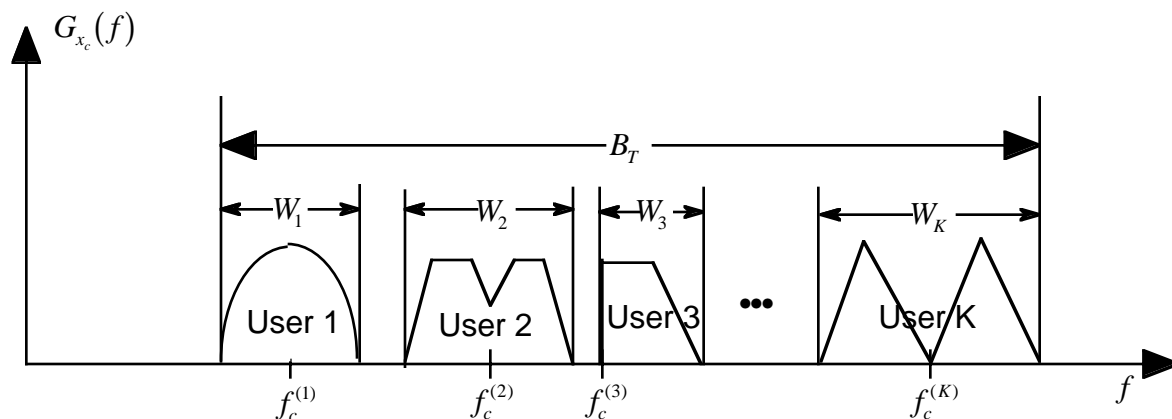 G_{x_c}(f)
B_T
W_1 W_2 W_3 W_K
User 1 User 2 User 3 ••• User K
f_c^{(1)} f_c^{(2)} f_c^{(3)} f_c^{(K)} f